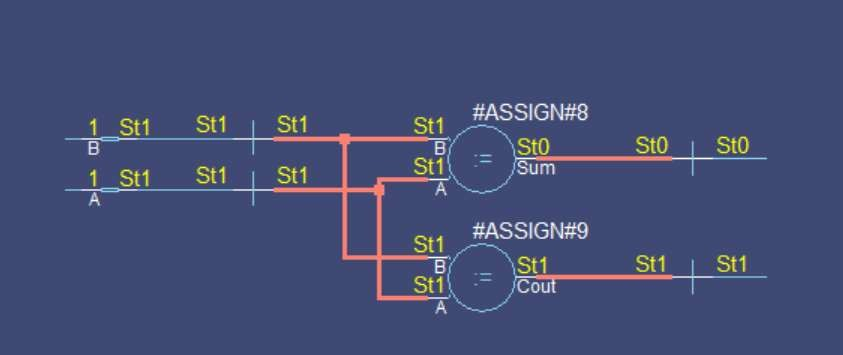 #ASSIGN#8
1 St1 St1 St1 St1
B B
St0 St0 St0
:= Sum
St1
1 St1 St1 St1
A A
#ASSIGN#9
St1
B
St1 St1 St1
:= Cout
St1
A